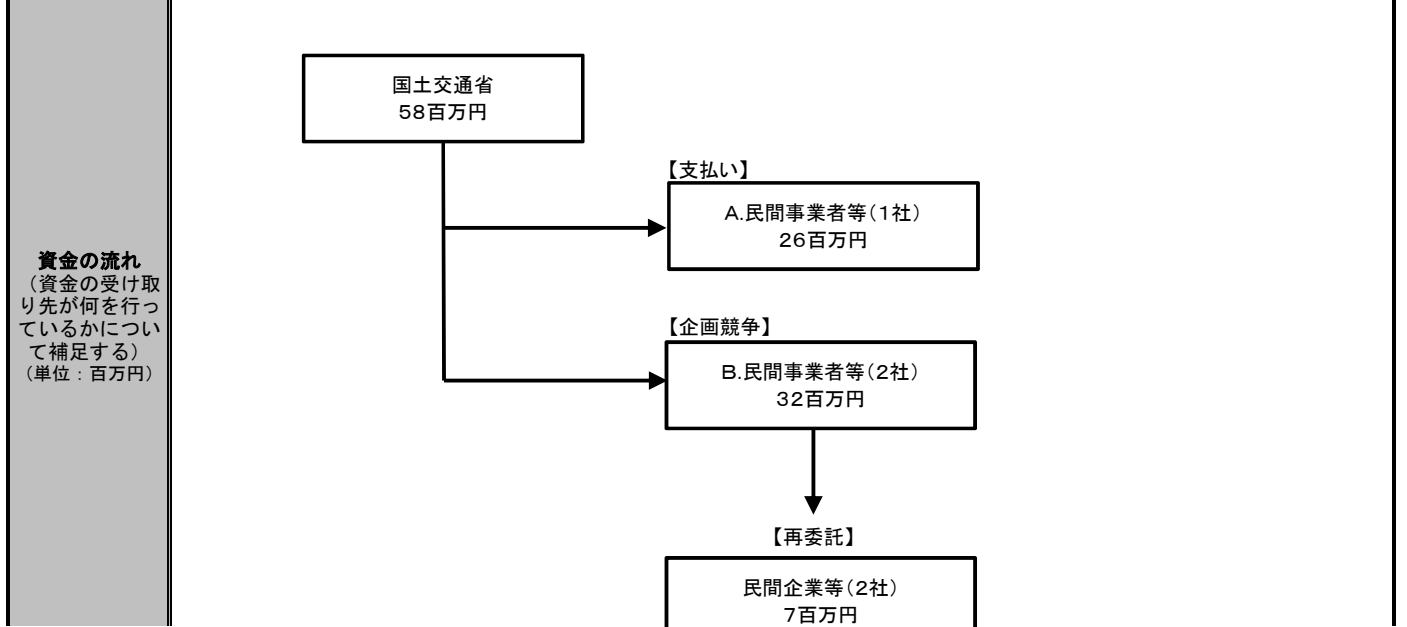 資金の流れ
(資金の受け取
り先が何を行っ
ているかについ
て補足する)
(単位:百万円)
国土交通省
58百万円
【支払い】
A.民間事業者等(1社)
26百万円
【企画競争】
B.民間事業者等(2社)
32百万円
【再委託】
民間企業等(2社)
7百万円